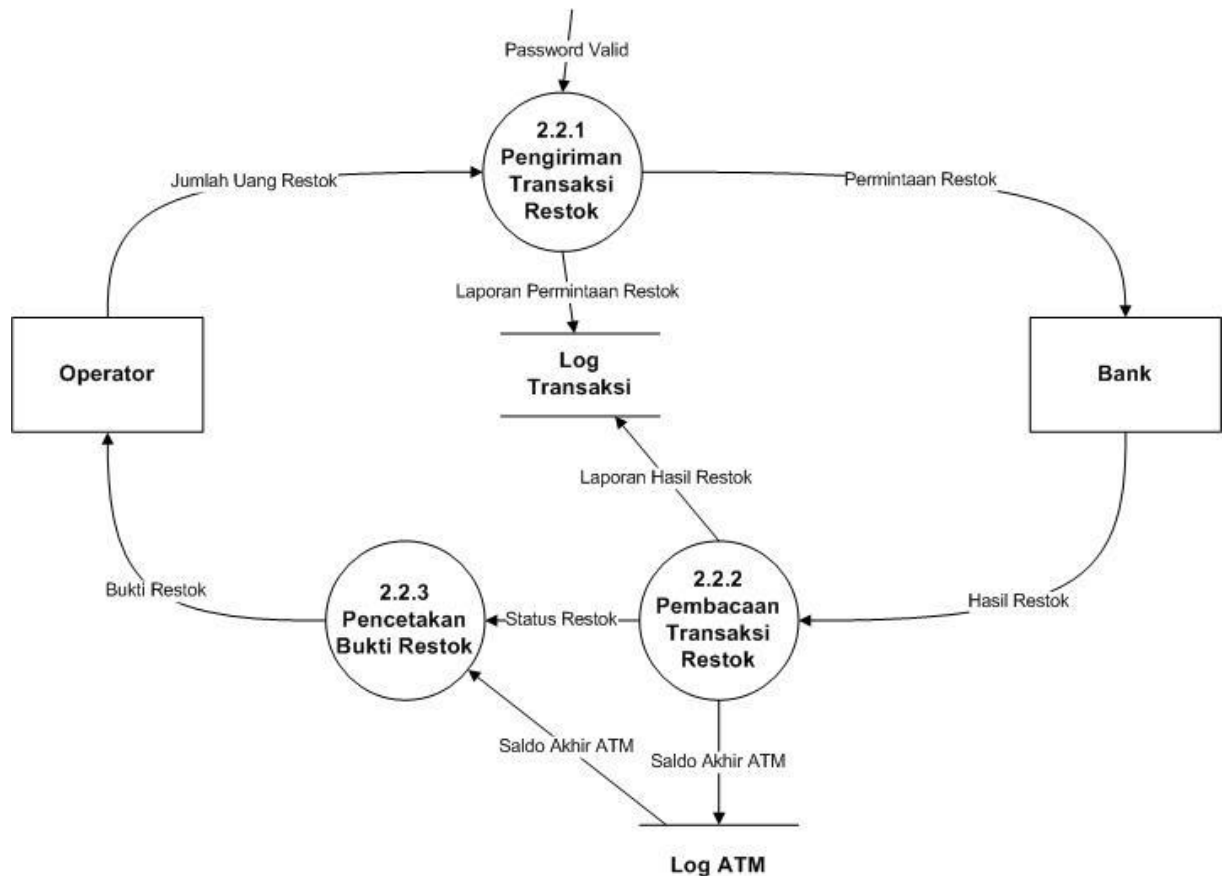 Password Valid
2.2.1
Pengiriman
Transaksi
Restok
Jumlah Uang Restok
Permintaan Restok
Laporan Permintaan Restok
Operator
Log
Transaksi
Bank
Laporan Hasil Restok
Bukti Restok
2.2.3
Pencetakan
Bukti Restok
Status Restok
2.2.2
Pembacaan
Transaksi
Restok
Hasil Restok
Saldo Akhir ATM
Saldo Akhir ATM
Log ATM